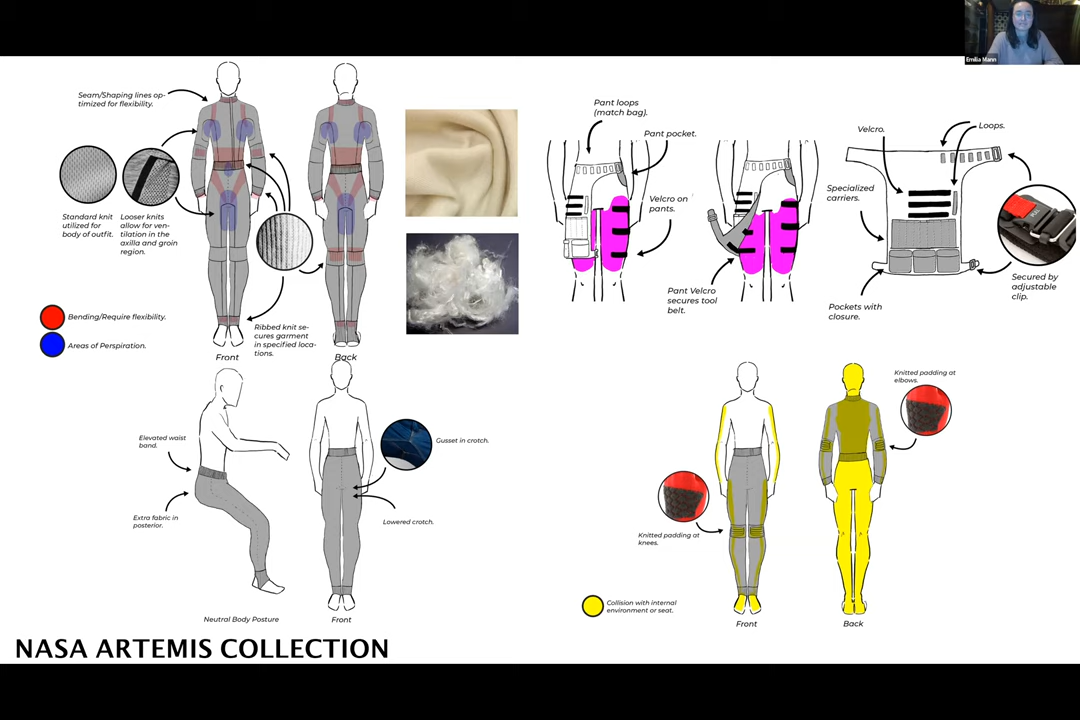 Emilia Mann
Seam/Shaping lines op-
timized for flexibility.
Standard knit
utilized for
body of outfit.
Looser knits
allow for ven-
tilation in the
axilla and groin
region.
Bending/Require flexibility.
Areas of Perspiration.
Ribbed knit se-
cures garment
in specified loca-
tions.
Front
Back
Pant loops
(match bag).
Pant pocket.
Velcro on
pants.
Pant Velcro
secures tool
belt.
Velcro.
Loops.
Specialized
carriers.
Pockets with
closure.
Secured by
adjustable
clip.
Elevated waist
band.
Extra fabric in
posterior.
Gusset in crotch.
Lowered crotch.
Neutral Body Posture
Front
Knitted padding at
elbows.
Knitted padding at
knees.
Collision with internal
environment or seat.
Front
Back
NASA ARTEMIS COLLECTION